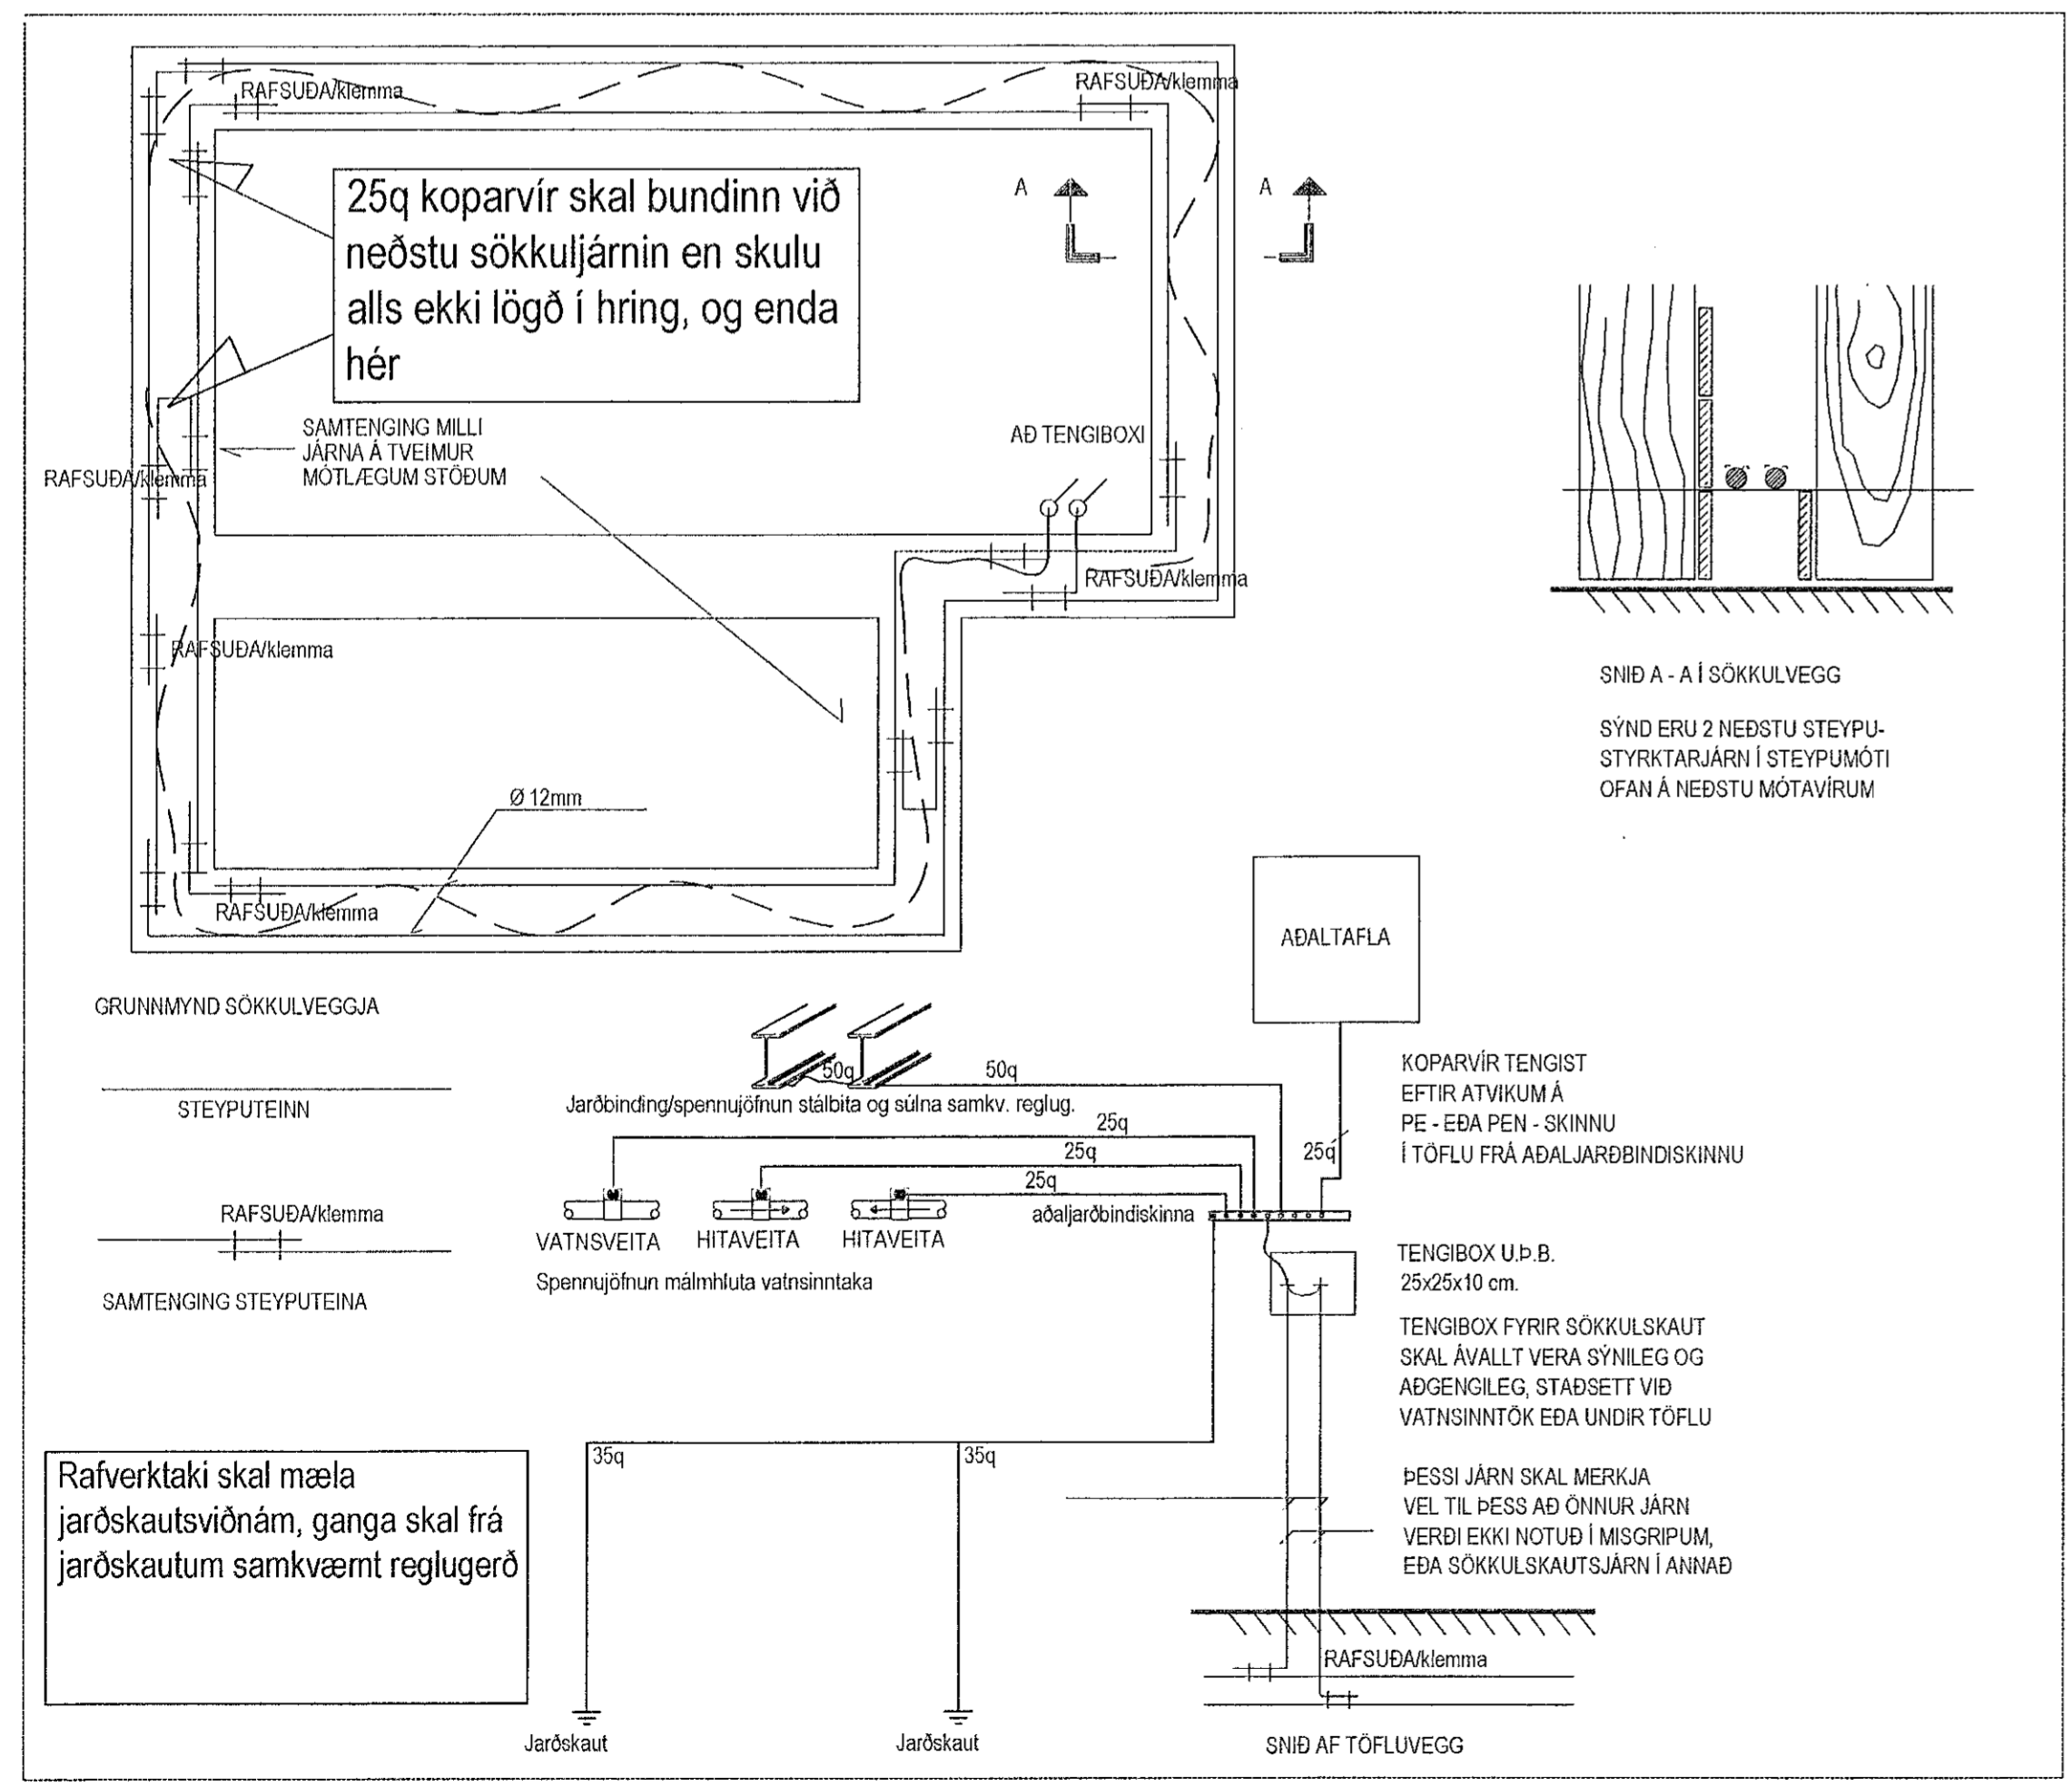 RAFSUÐA/klemma
RAFSUÐA/klemma
25q koparvír skal bundinn við
neðstu sökkuljárnin en skulu
alls ekki lögð í hring, og enda
hér
A
A
SAMTENGING MILLI
JÁRNA Á TVEIMUR
MÓTLÆGUM STÖÐUM
AÐ TENGIBOXI
RAFSUÐA/klemma
RAFSUÐA/klemma
RAFSUÐA/klemma
Ø 12mm
RAFSUÐA/klemma
SNIÐ A - A Í SÖKKULVEGG
SÝND ERU 2 NEÐSTU STEYPU-
STYRKTARJÁRN Í STEYPUMÓTI
OFAN Á NEÐSTU MÓTAVÍRUM
GRUNNMYND SÖKKULVEGGJA
STEYPUTEINN
RAFSUÐA/klemma
SAMTENGING STEYPUTEINA
AÐALTAFLA
50q
50q
Jarðbinding/spennujöfnun stálbita og súlna samkv. reglug.
25q
25q
25q
25q
KOPARVÍR TENGIST
EFTIR ATVIKUM Á
PE - EÐA PEN - SKINNU
Í TÖFLU FRÁ AÐALJARÐBINDISKINNU
aðaljarðbindiskinna
VATNSVEITA
HITAVEITA
HITAVEITA
Spennujöfnun málmhluta vatnsinntaka
TENGIBOX U.Þ.B.
25x25x10 cm.
TENGIBOX FYRIR SÖKKULSKAUT
SKAL ÁVALLT VERA SÝNILEG OG
AÐGENGILEG, STAÐSETT VIÐ
VATNSINNTÖK EÐA UNDIR TÖFLU
35q
35q
Rafverktaki skal mæla
jarðskautsviðnám, ganga skal frá
jarðskautum samkvæmt reglugerð
ÞESSI JÁRN SKAL MERKJA
VEL TIL ÞESS AÐ ÖNNUR JÁRN
VERÐI EKKI NOTUÐ Í MISGRIPUM,
EÐA SÖKKULSKAUTSJÁRN Í ANNAÐ
RAFSUÐA/klemma
Jarðskaut
Jarðskaut
SNIÐ AF TÖFLUVEGG